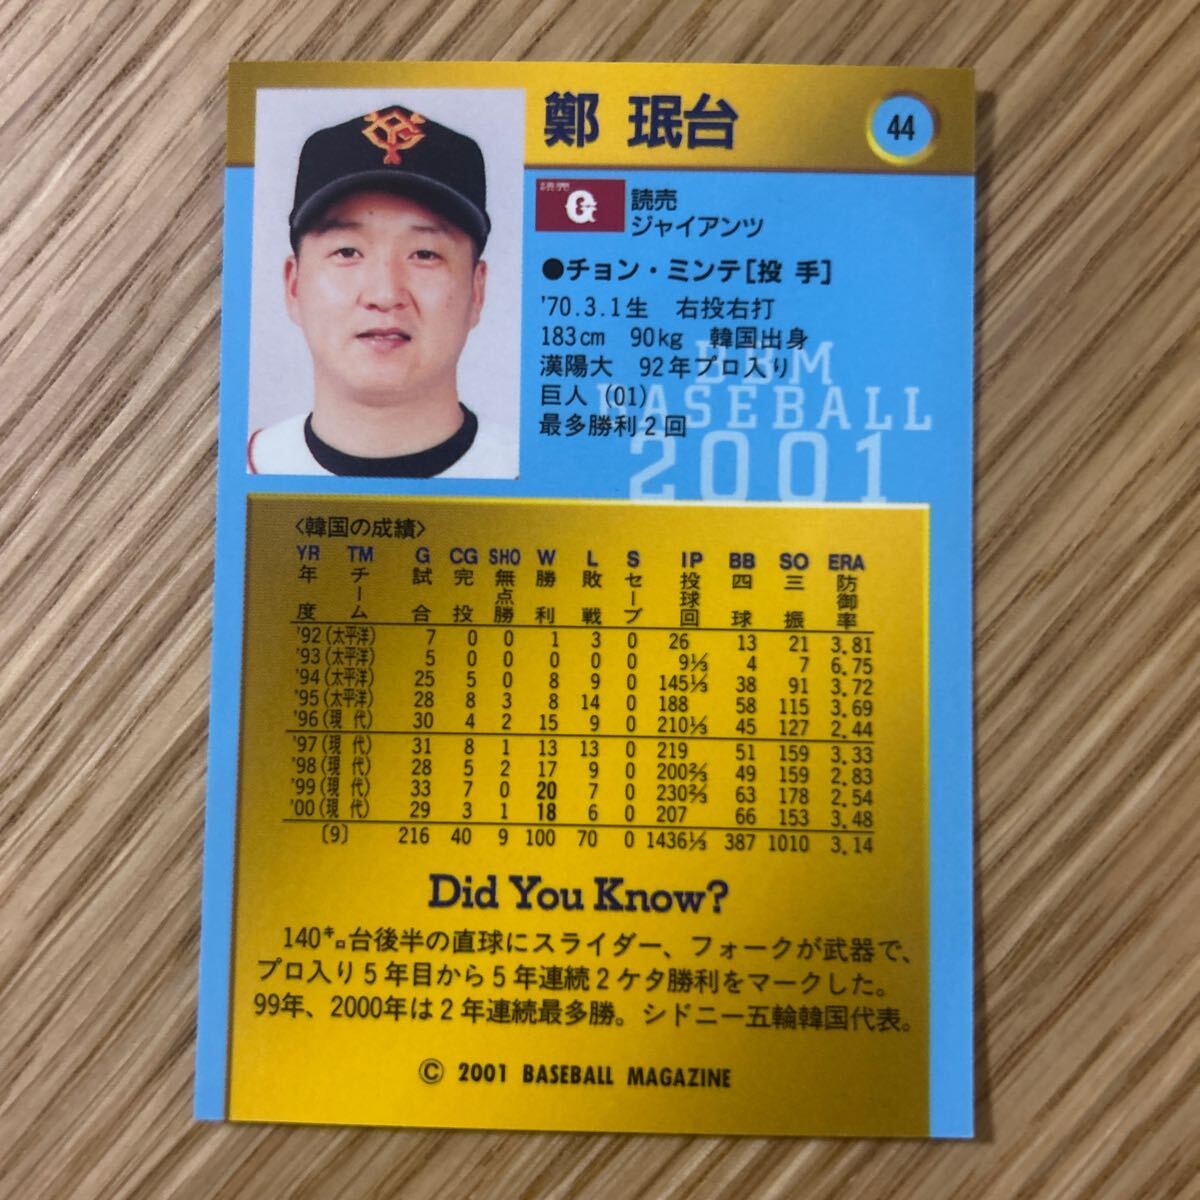 鄭 珉台
44
読売
G
読売
ジャイアンツ
●チョン・ミンテ[投 手]
'70.3.1生 右投右打
183cm 90kg 韓国出身
漢陽大 92年プロ入り
巨人 (01)
最多勝利2回
BBM
BASEBALL
2001
〈韓国の成績〉
YR TM G CG SHO W L S IP BB SO ERA
年度 チーム 試合 完投 無点勝 勝利 敗戦 セーブ 投球回 四球 三振 防御率
'92(太平洋) 7 0 0 1 3 0 26 13 21 3.81
'93(太平洋) 5 0 0 0 0 0 9⅓ 4 7 6.75
'94(太平洋) 25 5 0 8 9 0 145⅓ 38 91 3.72
'95(太平洋) 28 8 3 8 14 0 188 58 115 3.69
'96(現 代) 30 4 2 15 9 0 210⅓ 45 127 2.44
'97(現 代) 31 8 1 13 13 0 219 51 159 3.33
'98(現 代) 28 5 2 17 9 0 200⅔ 49 159 2.83
'99(現 代) 33 7 0 20 7 0 230⅔ 63 178 2.54
'00(現 代) 29 3 1 18 6 0 207 66 153 3.48
〔9〕 216 40 9 100 70 0 1436⅓ 387 1010 3.14
Did You Know?
140㌔台後半の直球にスライダー、フォークが武器で、
プロ入り5年目から5年連続2ケタ勝利をマークした。
99年、2000年は2年連続最多勝。シドニー五輪韓国代表。
© 2001 BASEBALL MAGAZINE